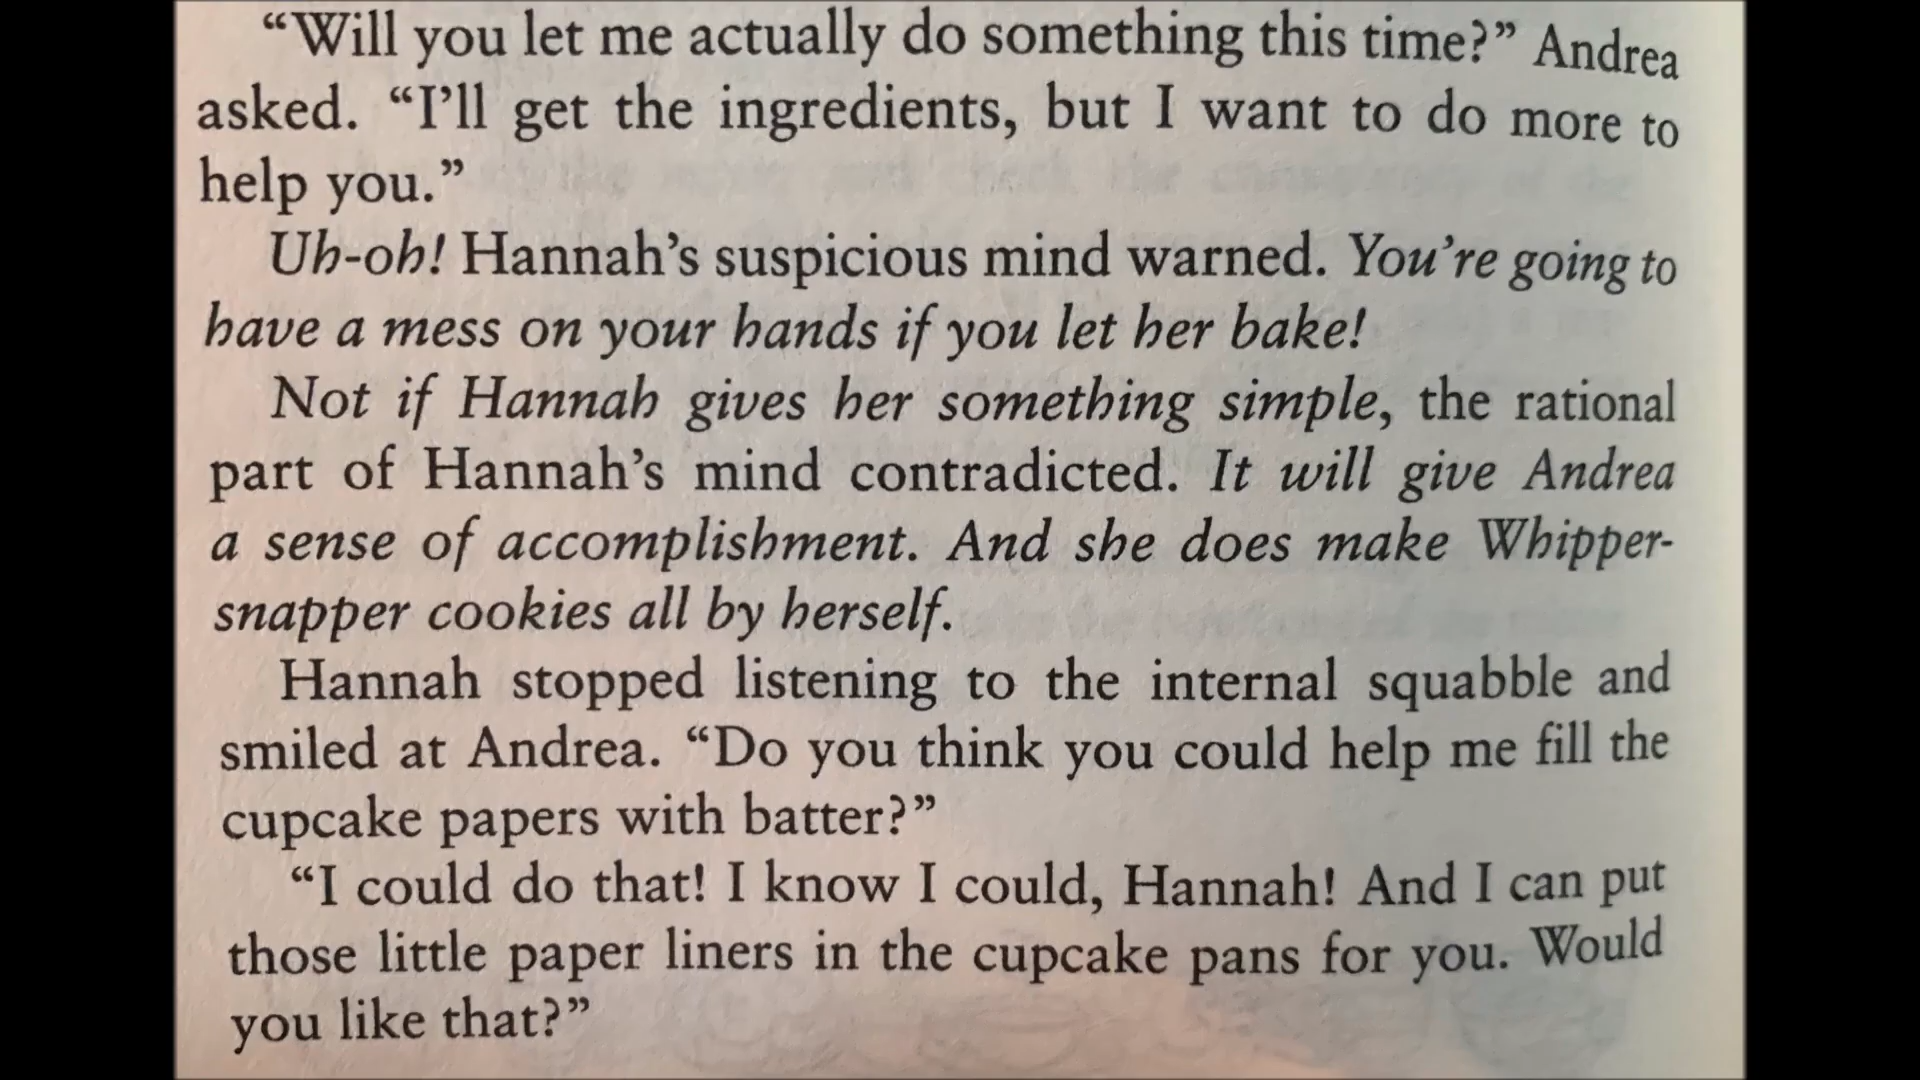 “Will you let me actually do something this time?” Andrea
asked. “I’ll get the ingredients, but I want to do more to
help you.”
Uh-oh! Hannah’s suspicious mind warned. You’re going to
have a mess on your hands if you let her bake!
Not if Hannah gives her something simple, the rational
part of Hannah’s mind contradicted. It will give Andrea
a sense of accomplishment. And she does make Whipper-
snapper cookies all by herself.
Hannah stopped listening to the internal squabble and
smiled at Andrea. “Do you think you could help me fill the
cupcake papers with batter?”
“I could do that! I know I could, Hannah! And I can put
those little paper liners in the cupcake pans for you. Would
you like that?”